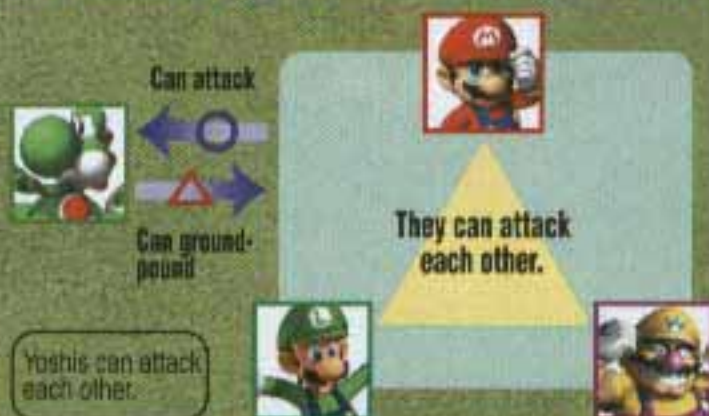 Can attack
Can ground-
pound
They can attack
each other.
Yoshis can attack
each other.
M
L
W